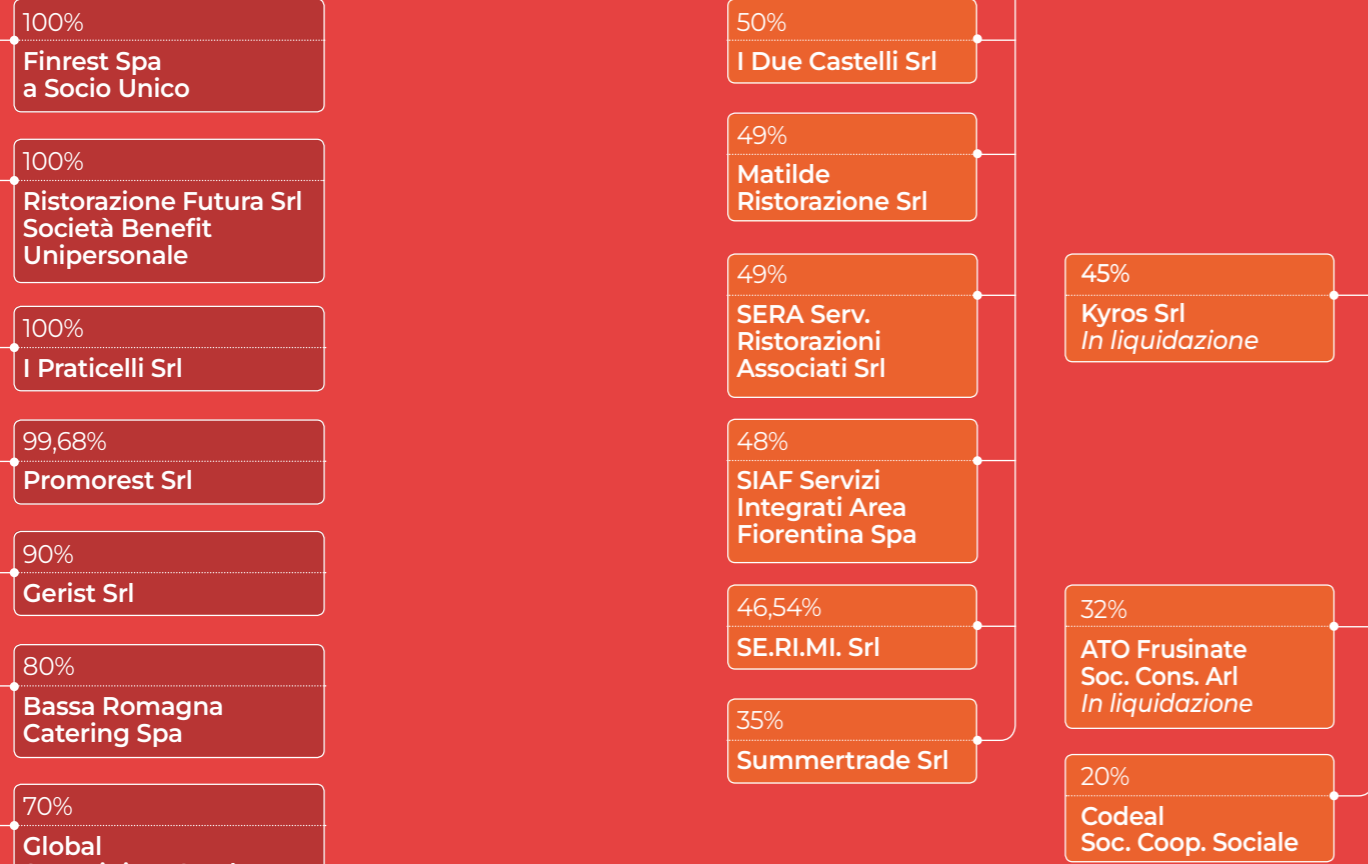 100%
Finrest Spa
a Socio Unico
100%
Ristorazione Futura Srl
Società Benefit
Unipersonale
100%
I Praticelli Srl
99,68%
Promorest Srl
90%
Gerist Srl
80%
Bassa Romagna
Catering Spa
70%
Global
50%
I Due Castelli Srl
49%
Matilde
Ristorazione Srl
49%
SERA Serv.
Ristorazioni
Associati Srl
48%
SIAF Servizi
Integrati Area
Fiorentina Spa
46,54%
SE.RI.MI. Srl
35%
Summertrade Srl
45%
Kyros Srl
In liquidazione
32%
ATO Frusinate
Soc. Cons. Arl
In liquidazione
20%
Codeal
Soc. Coop. Sociale